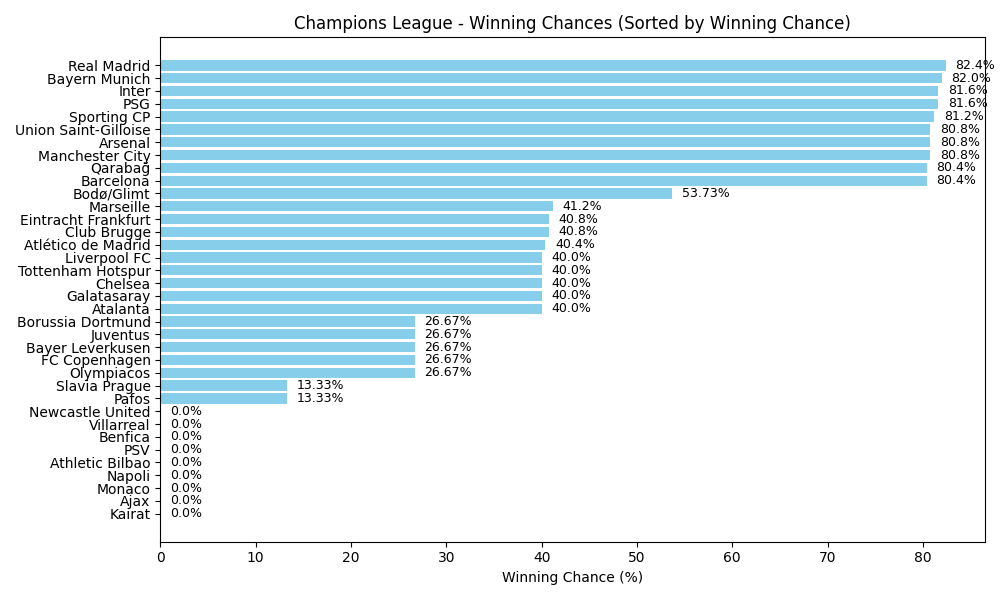 Champions League - Winning Chances (Sorted by Winning Chance)
Real Madrid 82.4%
Bayern Munich 82.0%
Inter 81.6%
PSG 81.6%
Sporting CP 81.2%
Union Saint-Gilloise 80.8%
Arsenal 80.8%
Manchester City 80.8%
Qarabağ 80.4%
Barcelona 80.4%
Bodø/Glimt 53.73%
Marseille 41.2%
Eintracht Frankfurt 40.8%
Club Brugge 40.8%
Atlético de Madrid 40.4%
Liverpool FC 40.0%
Tottenham Hotspur 40.0%
Chelsea 40.0%
Galatasaray 40.0%
Atalanta 40.0%
Borussia Dortmund 26.67%
Juventus 26.67%
Bayer Leverkusen 26.67%
FC Copenhagen 26.67%
Olympiacos 26.67%
Slavia Prague 13.33%
Pafos 13.33%
Newcastle United 0.0%
Villarreal 0.0%
Benfica 0.0%
PSV 0.0%
Athletic Bilbao 0.0%
Napoli 0.0%
Monaco 0.0%
Ajax 0.0%
Kairat 0.0%
0 10 20 30 40 50 60 70 80
Winning Chance (%)